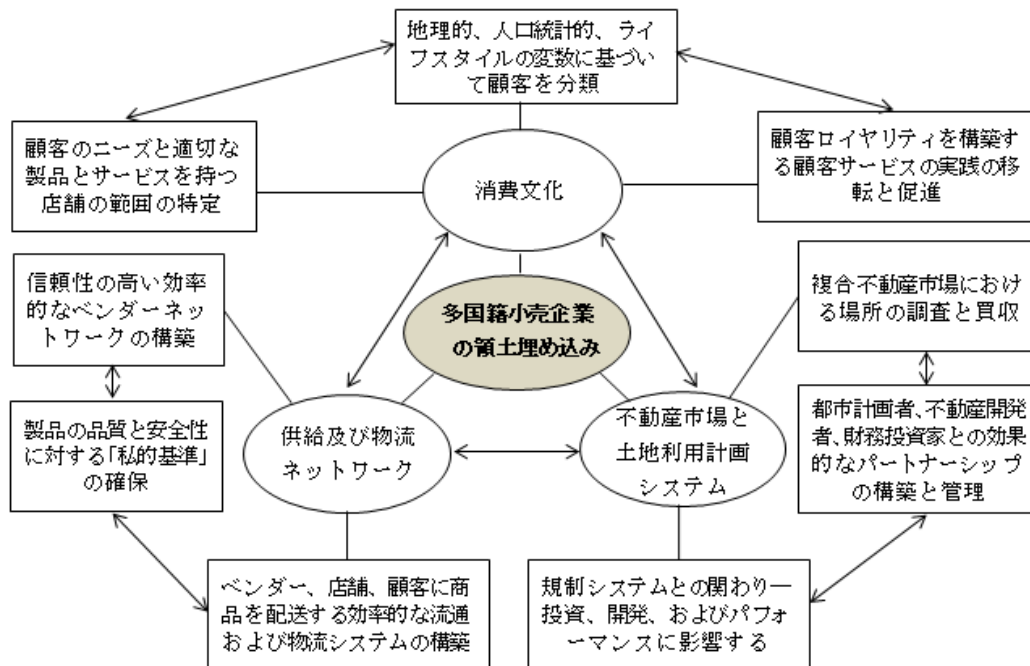 地理的、人口統計的、ライ
フスタイルの変数に基づい
て顧客を分類
顧客のニーズと適切な
製品とサービスを持つ
店舗の範囲の特定
消費文化
顧客ロイヤリティを構築す
る顧客サービスの実践の移
転と促進
信頼性の高い効率
的なベンダーネッ
トワークの構築
多国籍小売企業
の領土埋め込み
複合不動産市場におけ
る場所の調査と買収
製品の品質と安全性
に対する「私的基準」
の確保
供給及び物流
ネットワーク
不動産市場と
土地利用計画
システム
都市計画者、不動産開発
者、財務投資家との効果
的なパートナーシップ
の構築と管理
ベンダー、店舗、顧客に商
品を配送する効率的な流通
および物流システムの構築
規制システムとの関わり―
投資、開発、およびパフォ
ーマンスに影響する